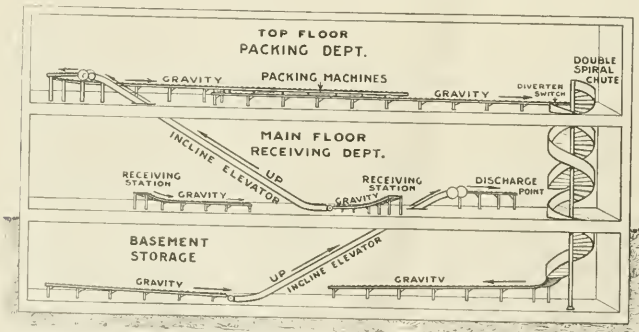 TOP FLOOR
PACKING DEPT.
DOUBLE
SPIRAL
CHUTE
GRAVITY
PACKING MACHINES
GRAVITY
DIVERTER
SWITCH
MAIN FLOOR
RECEIVING DEPT.
UP
INCLINE ELEVATOR
RECEIVING
STATION
GRAVITY
RECEIVING
STATION
GRAVITY
DISCHARGE
POINT
BASEMENT
STORAGE
UP
INCLINE ELEVATOR
GRAVITY
GRAVITY